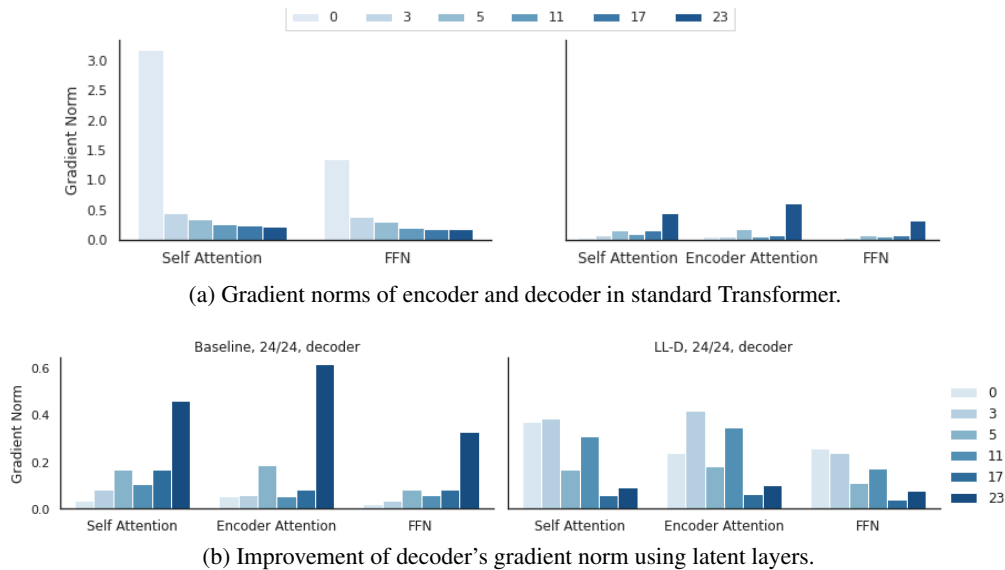 0 3 5 11 17 23
Gradient Norm
3.0
2.5
2.0
1.5
1.0
0.5
0.0
Self Attention FFN
Self Attention Encoder Attention FFN
(a) Gradient norms of encoder and decoder in standard Transformer.
Baseline, 24/24, decoder
LL-D, 24/24, decoder
Gradient Norm
0.6
0.4
0.2
0.0
Self Attention Encoder Attention FFN
Self Attention Encoder Attention FFN
0
3
5
11
17
23
(b) Improvement of decoder's gradient norm using latent layers.